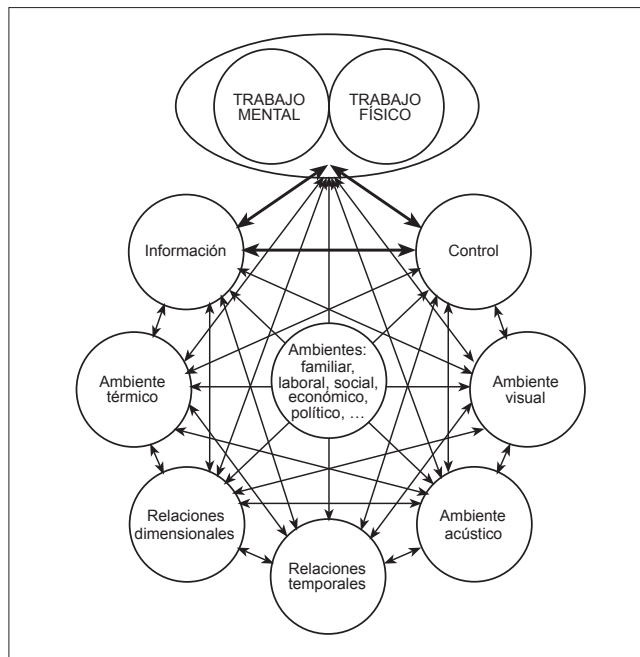 TRABAJO
MENTAL
TRABAJO
FÍSICO
Información
Control
Ambientes:
familiar,
laboral, social,
económico,
político, …
Ambiente
térmico
Ambiente
visual
Relaciones
dimensionales
Ambiente
acústico
Relaciones
temporales